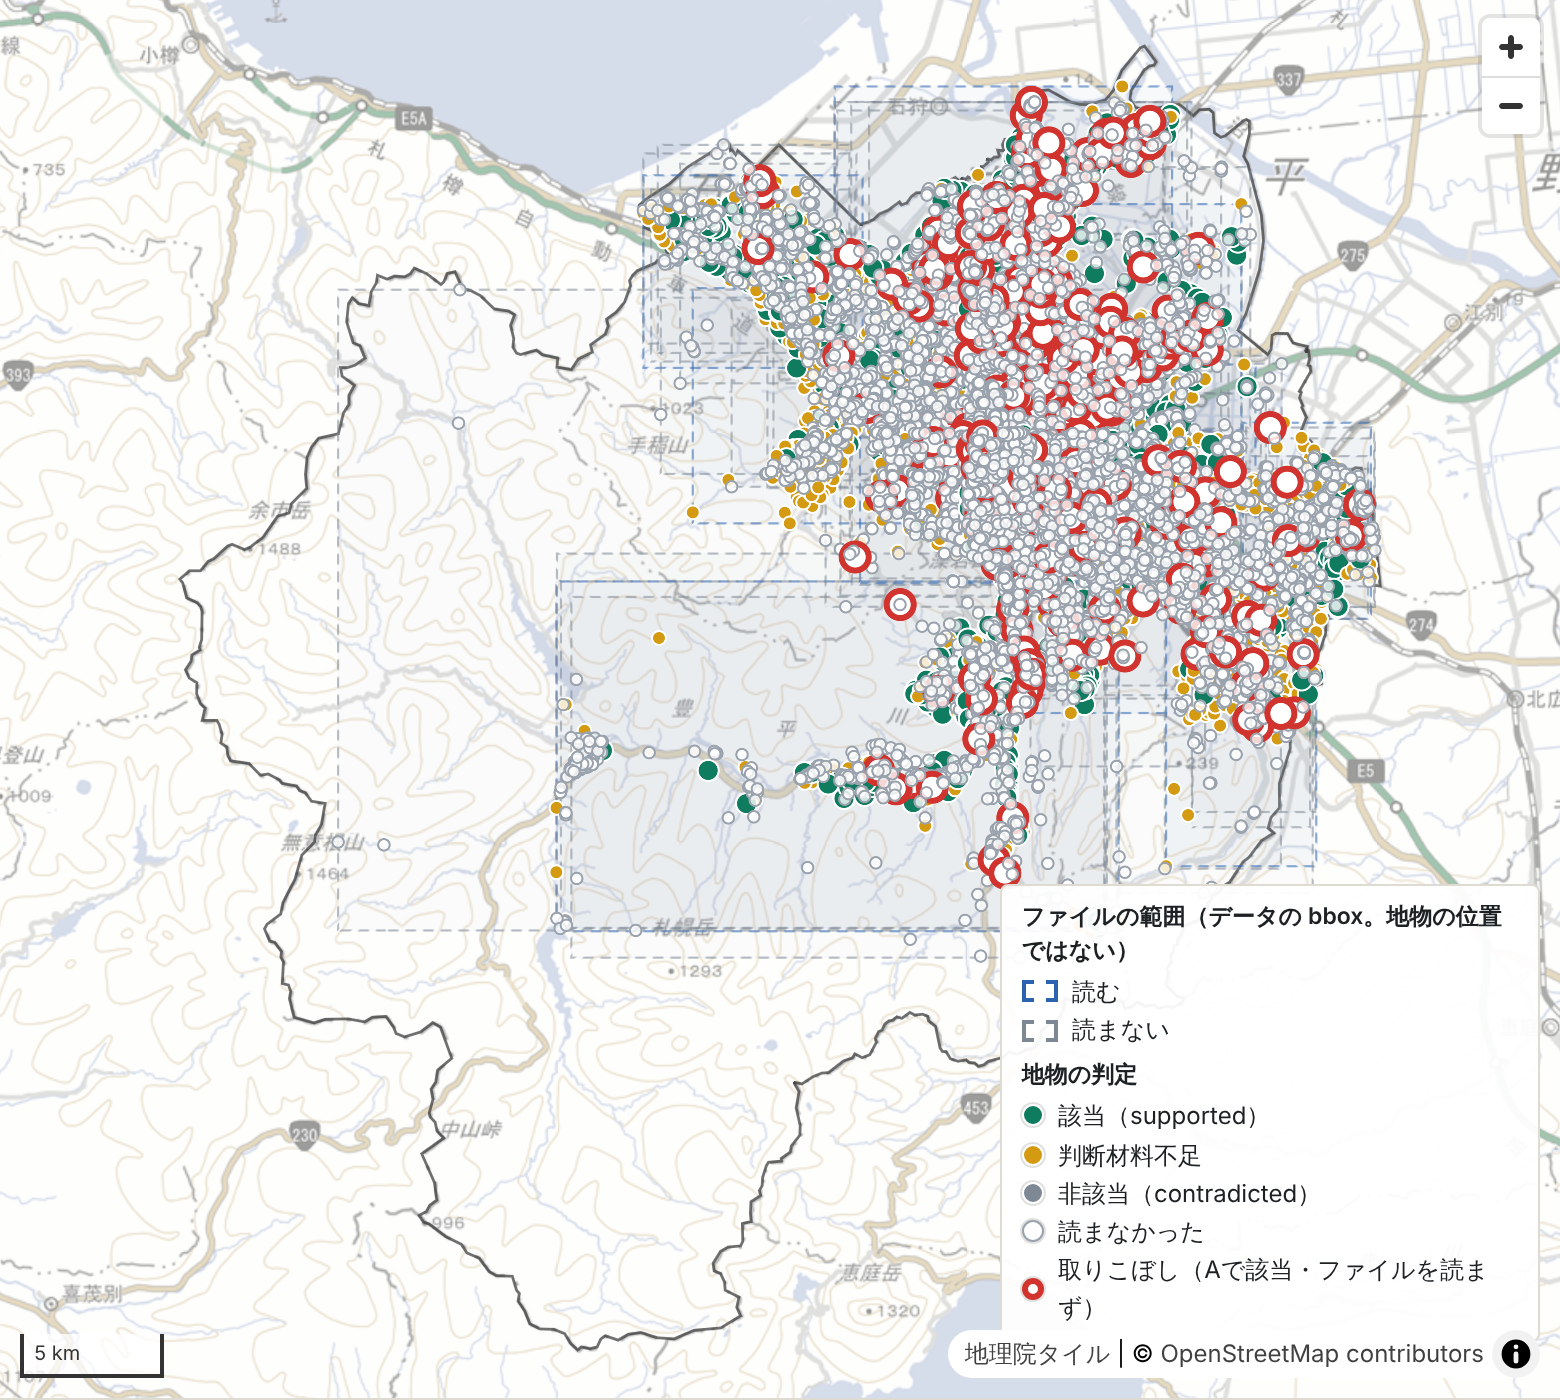 小樽
線
E5A
札
樽
自
動
道
735
石狩
14
337
札
平
野
275
江別
393
1023
手稲山
余市岳
1488
274
北広
豊
平
川
239
E5
1009
無意根山
1464
札幌岳
1293
中山峠
230
453
996
喜茂別
恵庭岳
1320
ファイルの範囲（データの bbox。地物の位置
ではない）
読む
読まない
地物の判定
該当（supported）
判断材料不足
非該当（contradicted）
読まなかった
取りこぼし（Aで該当・ファイルを読ま
ず）
5 km
地理院タイル | © OpenStreetMap contributors